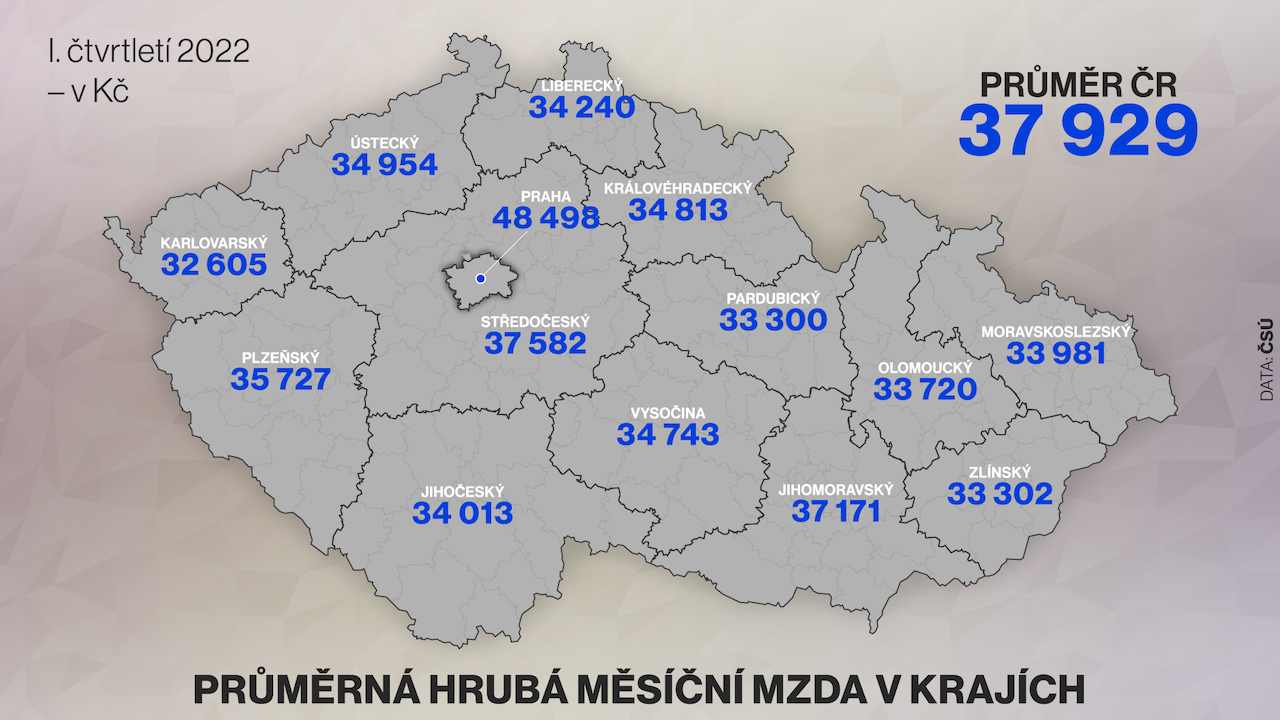 I. čtvrtletí 2022
– v Kč
PRŮMĚR ČR
37 929
LIBERECKÝ
34 240
ÚSTECKÝ
34 954
PRAHA
48 498
KRÁLOVÉHRADECKÝ
34 813
KARLOVARSKÝ
32 605
PARDUBICKÝ
33 300
STŘEDOČESKÝ
37 582
MORAVSKOSLEZSKÝ
33 981
PLZEŇSKÝ
35 727
OLOMOUCKÝ
33 720
VYSOČINA
34 743
ZLÍNSKÝ
33 302
JIHOČESKÝ
34 013
JIHOMORAVSKÝ
37 171
DATA: ČSÚ
PRŮMĚRNÁ HRUBÁ MĚSÍČNÍ MZDA V KRAJÍCH